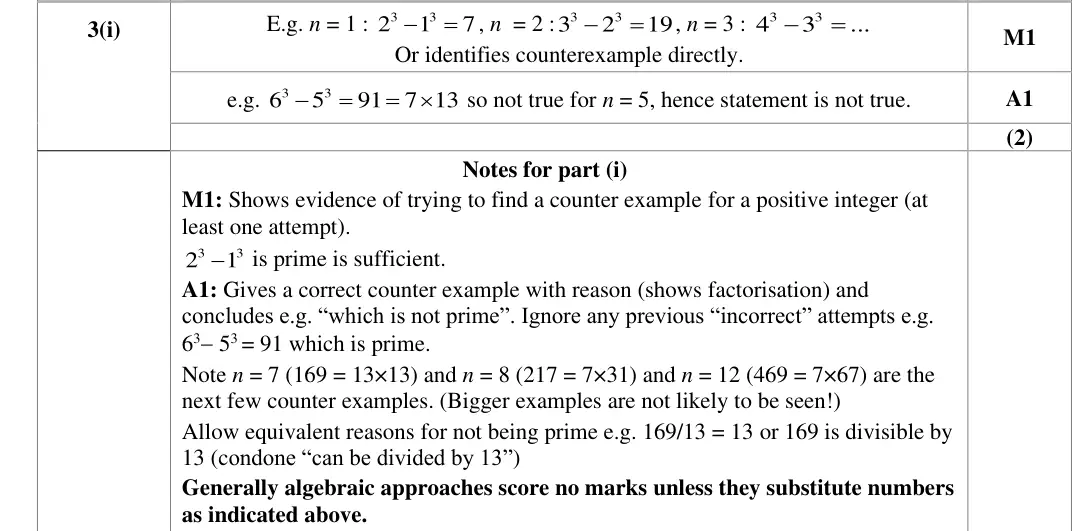 3(i)
E.g. n = 1 : 2³ – 1³ = 7 , n = 2 : 3³ – 2³ = 19 , n = 3 : 4³ – 3³ = ...
Or identifies counterexample directly.
M1
e.g. 6³ – 5³ = 91 = 7 × 13 so not true for n = 5, hence statement is not true.
A1
(2)
Notes for part (i)
M1: Shows evidence of trying to find a counter example for a positive integer (at
least one attempt).
2³ – 1³ is prime is sufficient.
A1: Gives a correct counter example with reason (shows factorisation) and
concludes e.g. “which is not prime”. Ignore any previous “incorrect” attempts e.g.
6³– 5³ = 91 which is prime.
Note n = 7 (169 = 13×13) and n = 8 (217 = 7×31) and n = 12 (469 = 7×67) are the
next few counter examples. (Bigger examples are not likely to be seen!)
Allow equivalent reasons for not being prime e.g. 169/13 = 13 or 169 is divisible by
13 (condone “can be divided by 13”)
Generally algebraic approaches score no marks unless they substitute numbers
as indicated above.